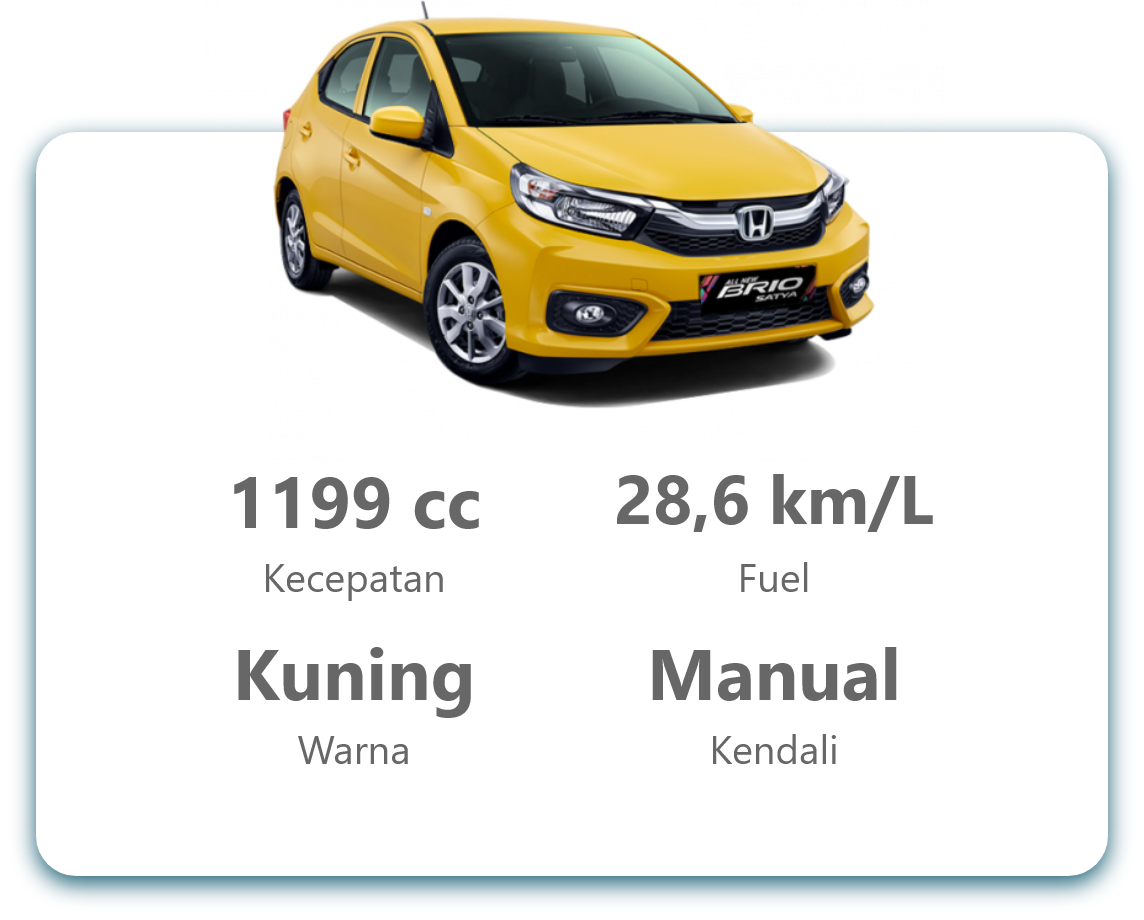 ALL NEW
BRIO
SATYA
1199 cc
28,6 km/L
Kecepatan
Fuel
Kuning
Manual
Warna
Kendali